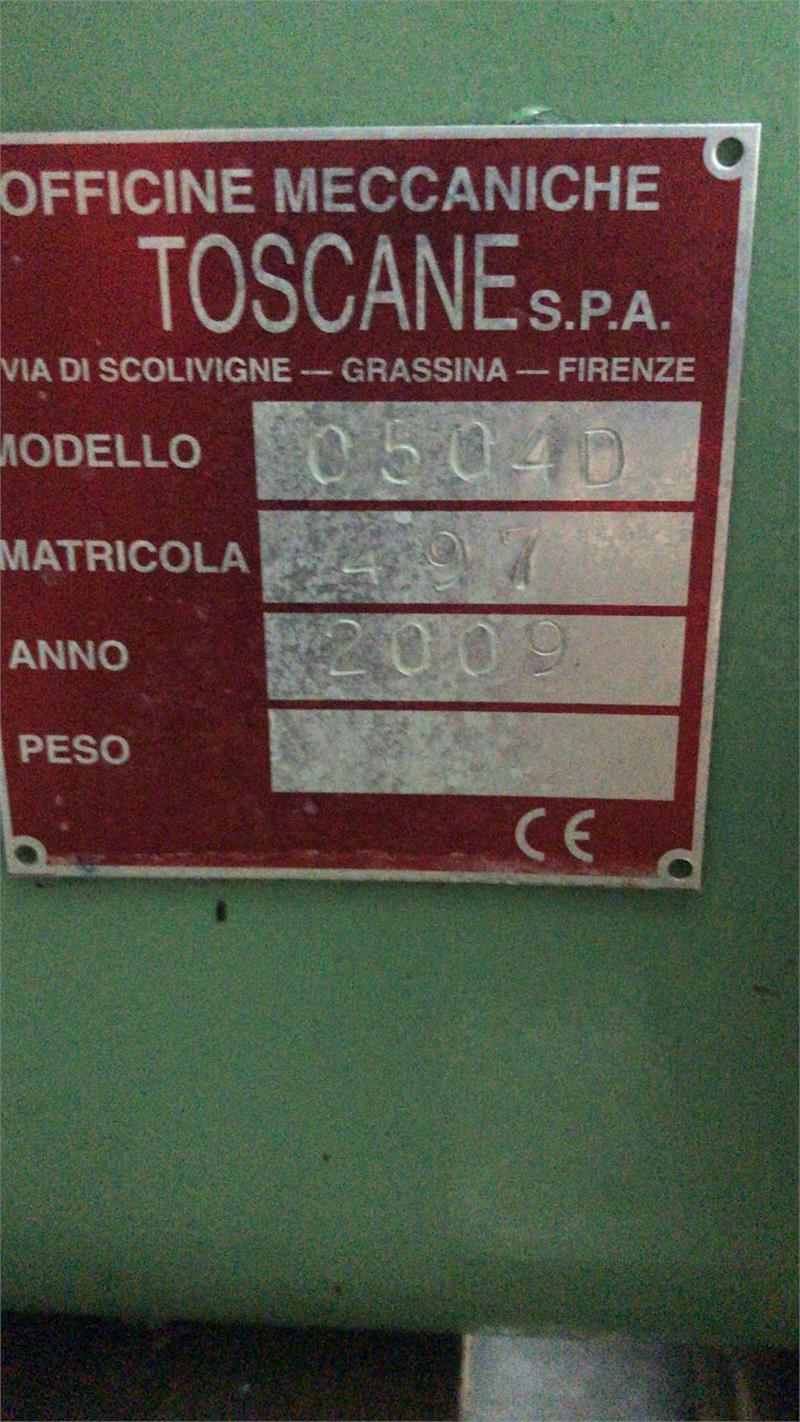 OFFICINE MECCANICHE
TOSCANE S.P.A.
VIA DI SCOLIVIGNE — GRASSINA — FIRENZE
MODELLO 0504D
MATRICOLA 497
ANNO 2009
PESO
CE